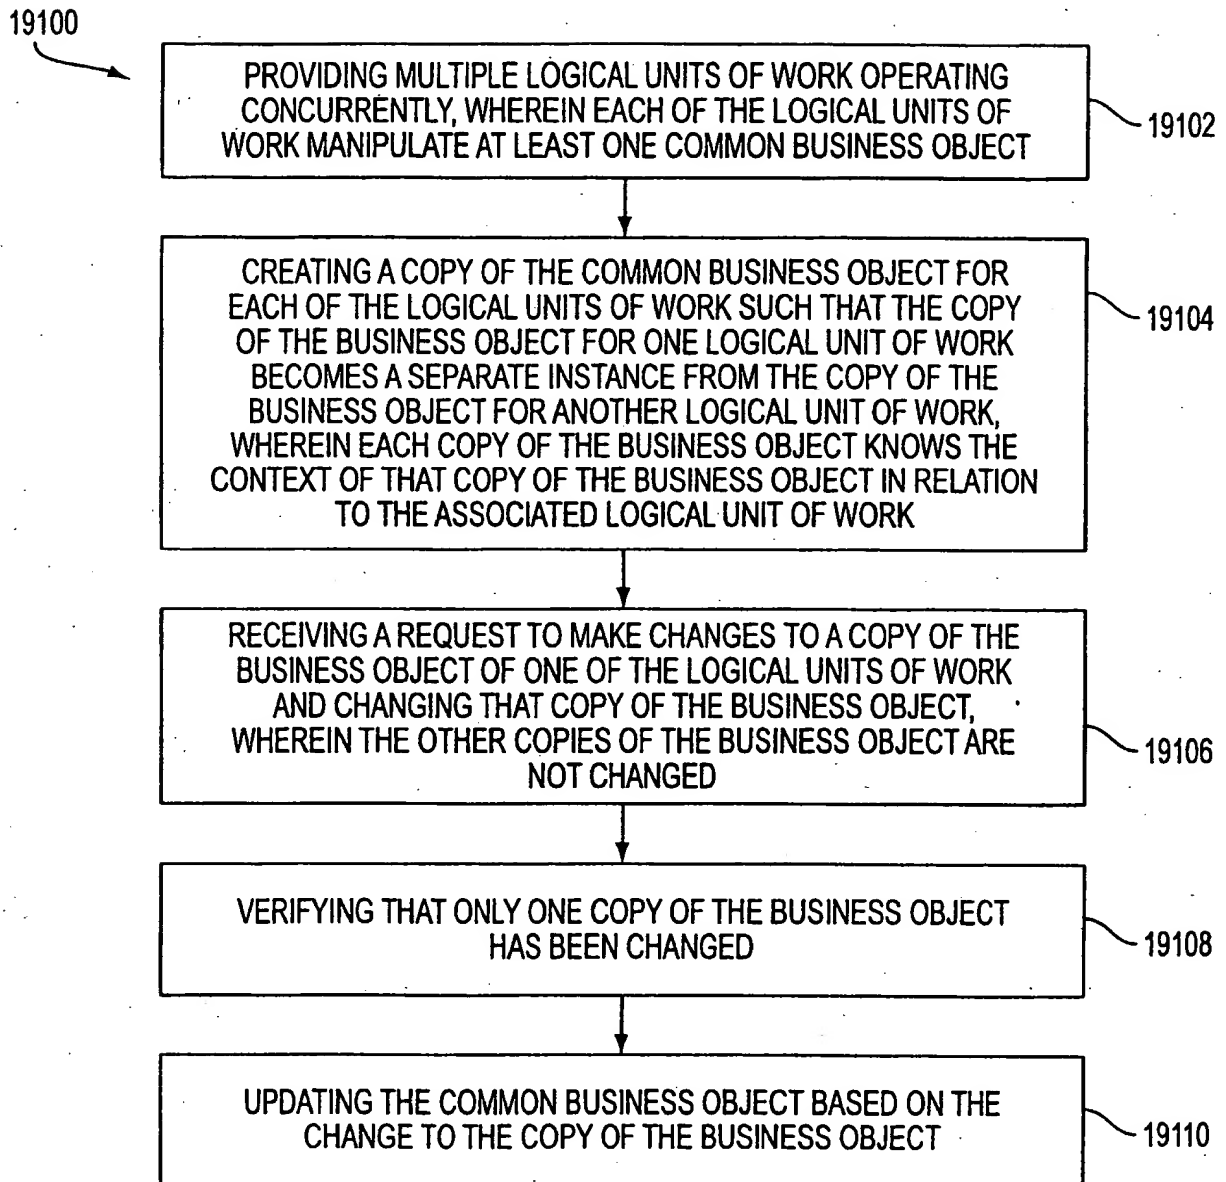 19100
PROVIDING MULTIPLE LOGICAL UNITS OF WORK OPERATING
CONCURRENTLY, WHEREIN EACH OF THE LOGICAL UNITS OF
WORK MANIPULATE AT LEAST ONE COMMON BUSINESS OBJECT
19102
CREATING A COPY OF THE COMMON BUSINESS OBJECT FOR
EACH OF THE LOGICAL UNITS OF WORK SUCH THAT THE COPY
OF THE BUSINESS OBJECT FOR ONE LOGICAL UNIT OF WORK
BECOMES A SEPARATE INSTANCE FROM THE COPY OF THE
BUSINESS OBJECT FOR ANOTHER LOGICAL UNIT OF WORK,
WHEREIN EACH COPY OF THE BUSINESS OBJECT KNOWS THE
CONTEXT OF THAT COPY OF THE BUSINESS OBJECT IN RELATION
TO THE ASSOCIATED LOGICAL UNIT OF WORK
19104
RECEIVING A REQUEST TO MAKE CHANGES TO A COPY OF THE
BUSINESS OBJECT OF ONE OF THE LOGICAL UNITS OF WORK
AND CHANGING THAT COPY OF THE BUSINESS OBJECT,
WHEREIN THE OTHER COPIES OF THE BUSINESS OBJECT ARE
NOT CHANGED
19106
VERIFYING THAT ONLY ONE COPY OF THE BUSINESS OBJECT
HAS BEEN CHANGED
19108
UPDATING THE COMMON BUSINESS OBJECT BASED ON THE
CHANGE TO THE COPY OF THE BUSINESS OBJECT
19110